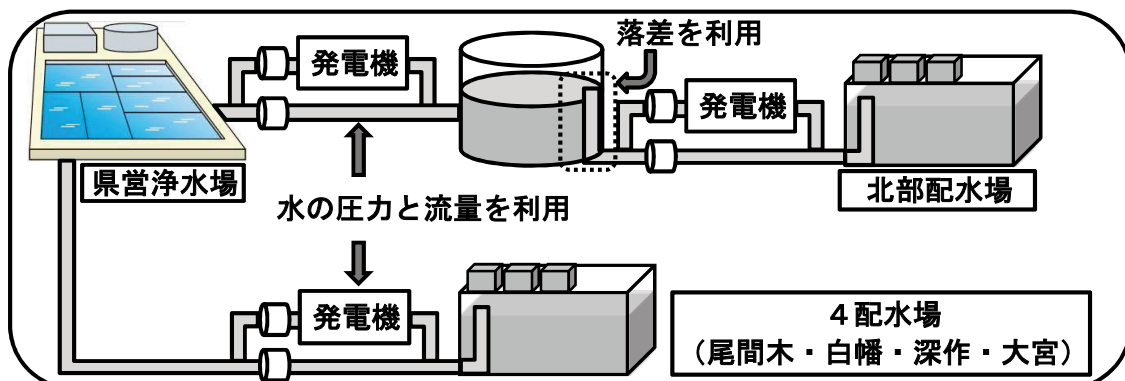 落差を利用
発電機
発電機
県営浄水場
北部配水場
水の圧力と流量を利用
発電機
４配水場
（尾間木・白幡・深作・大宮）